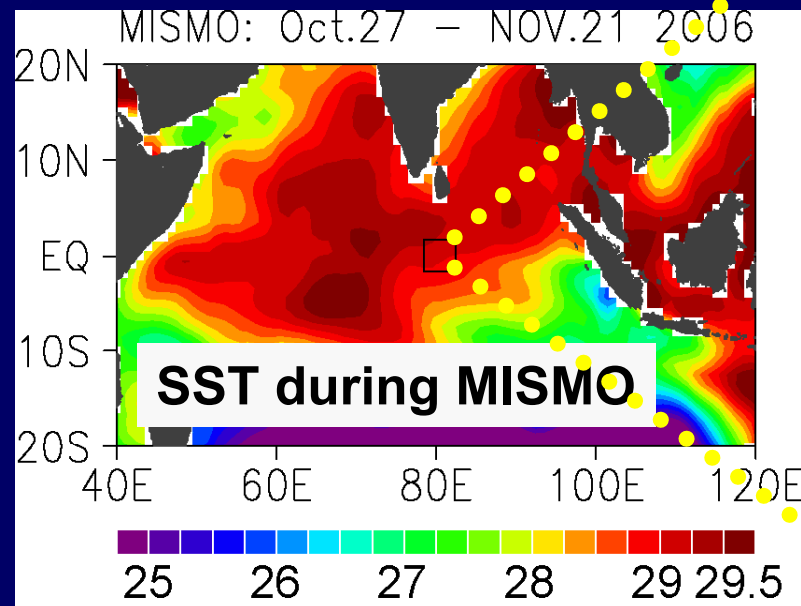 MISMO: Oct.27 – NOV.21 2006
20N
10N
EQ
10S
20S
SST during MISMO
40E 60E 80E 100E 120E
25 26 27 28 29 29.5